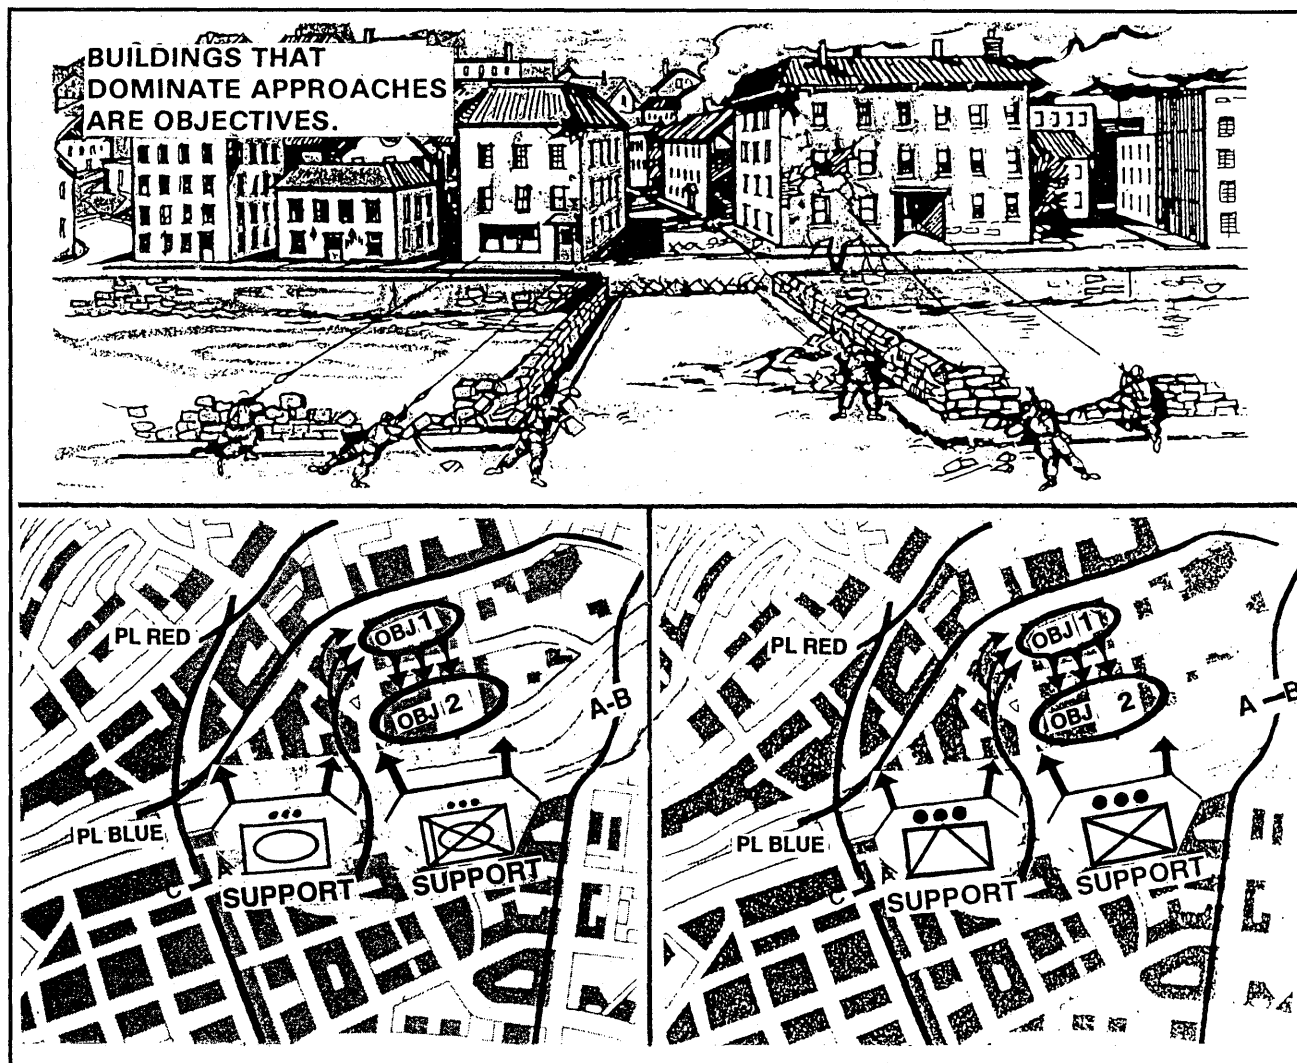 BUILDINGS THAT
DOMINATE APPROACHES
ARE OBJECTIVES.
PL RED
OBJ 1
OBJ 2
A-B
PL BLUE
C
SUPPORT
SUPPORT
PL RED
OBJ 1
OBJ 2
A-B
PL BLUE
C
SUPPORT
SUPPORT